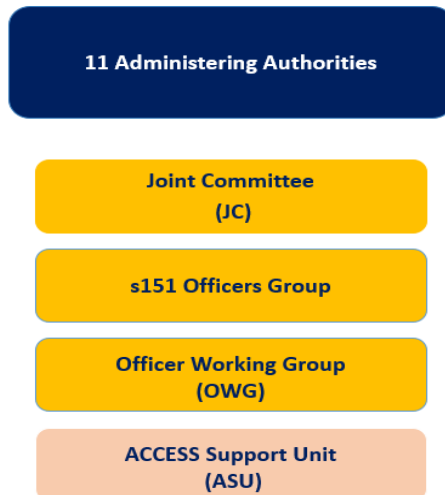 11 Administering Authorities
Joint Committee
(JC)
s151 Officers Group
Officer Working Group
(OWG)
ACCESS Support Unit
(ASU)